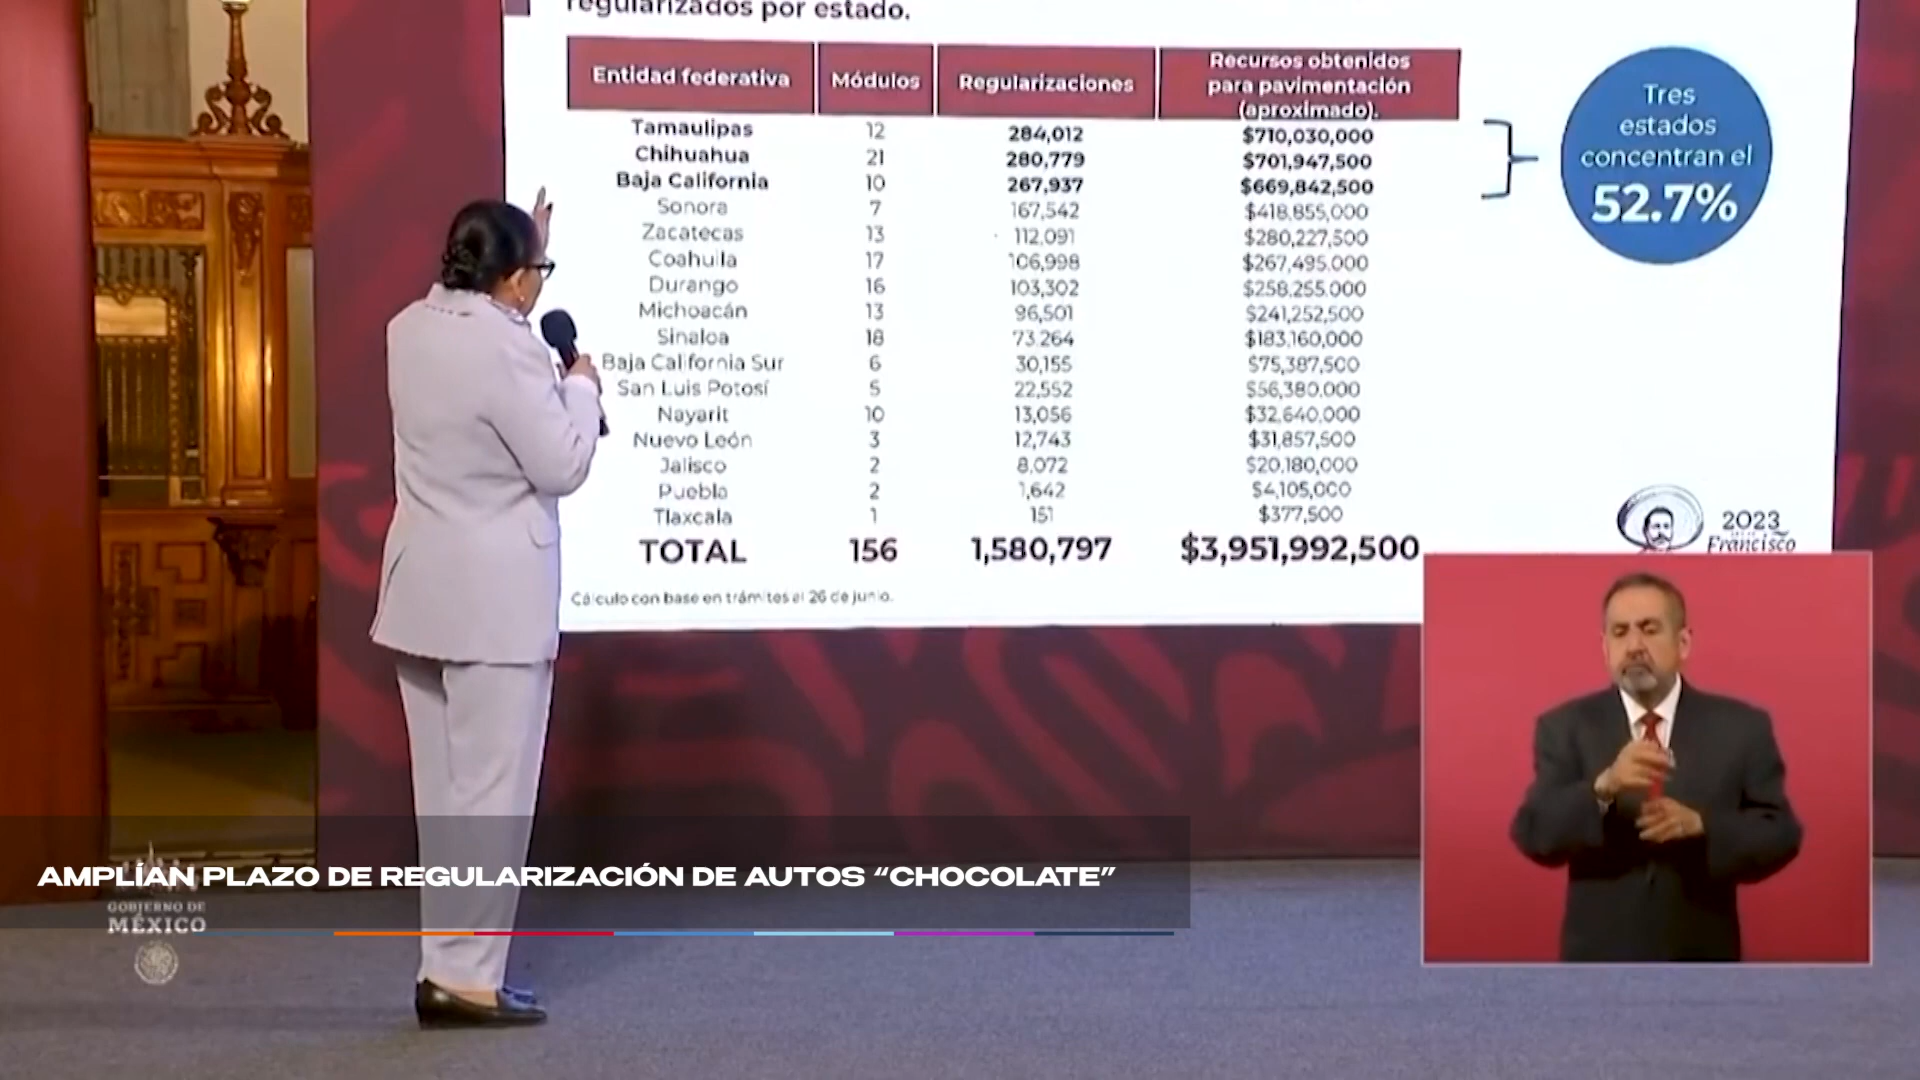 regularizados por estado.
Entidad federativa Módulos Regularizaciones Recursos obtenidos para pavimentación (aproximado).
Tamaulipas 12 284,012 $710,030,000
Chihuahua 21 280,779 $701,947,500
Baja California 10 267,937 $669,842,500
Sonora 7 167,542 $418,855,000
Zacatecas 13 112,091 $280,227,500
Coahuila 17 106,998 $267,495,000
Durango 16 103,302 $258,255,000
Michoacán 13 96,501 $241,252,500
Sinaloa 18 73,264 $183,160,000
Baja California Sur 6 30,155 $75,387,500
San Luis Potosí 5 22,552 $56,380,000
Nayarit 10 13,056 $32,640,000
Nuevo León 3 12,743 $31,857,500
Jalisco 2 8,072 $20,180,000
Puebla 2 1,642 $4,105,000
Tlaxcala 1 151 $377,500
TOTAL 156 1,580,797 $3,951,992,500
Cálculo con base en trámites al 26 de junio.
Tres
estados
concentran el
52.7%
2023
Francisco
AMPLÍAN PLAZO DE REGULARIZACIÓN DE AUTOS “CHOCOLATE”
GOBIERNO DE
MÉXICO